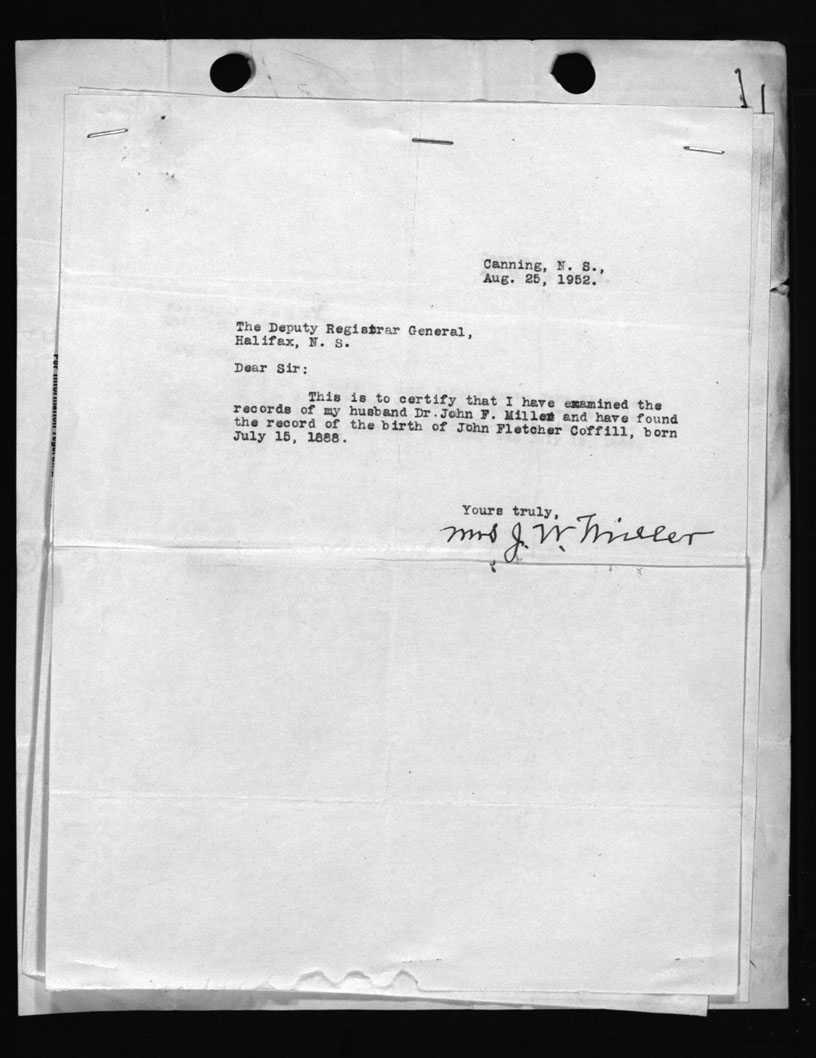 Canning, N. S.,
Aug. 25, 1952.
The Deputy Registrar General,
Halifax, N. S.
Dear Sir:
This is to certify that I have examined the
records of my husband Dr. John F. Miller and have found
the record of the birth of John Fletcher Coffill, born
July 15, 1888.
Yours truly,
Mrs J. W. Miller